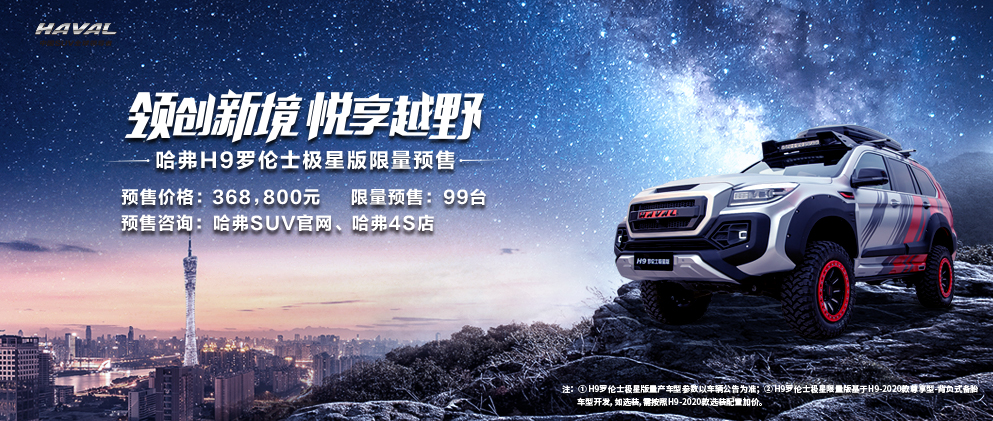 HAVAL
领创新境 悦享越野
哈弗H9罗伦士极星版限量预售
预售价格：368,800元 限量预售：99台
预售咨询：哈弗SUV官网、哈弗4S店
HAVAL
H9 罗伦士极星版
注：① H9罗伦士极星版量产车型参数以车辆公告为准；② H9罗伦士极星限量版基于H9-2020款尊享型-背负式备胎
车型开发, 如选装, 需按照H9-2020款选装配置加价。